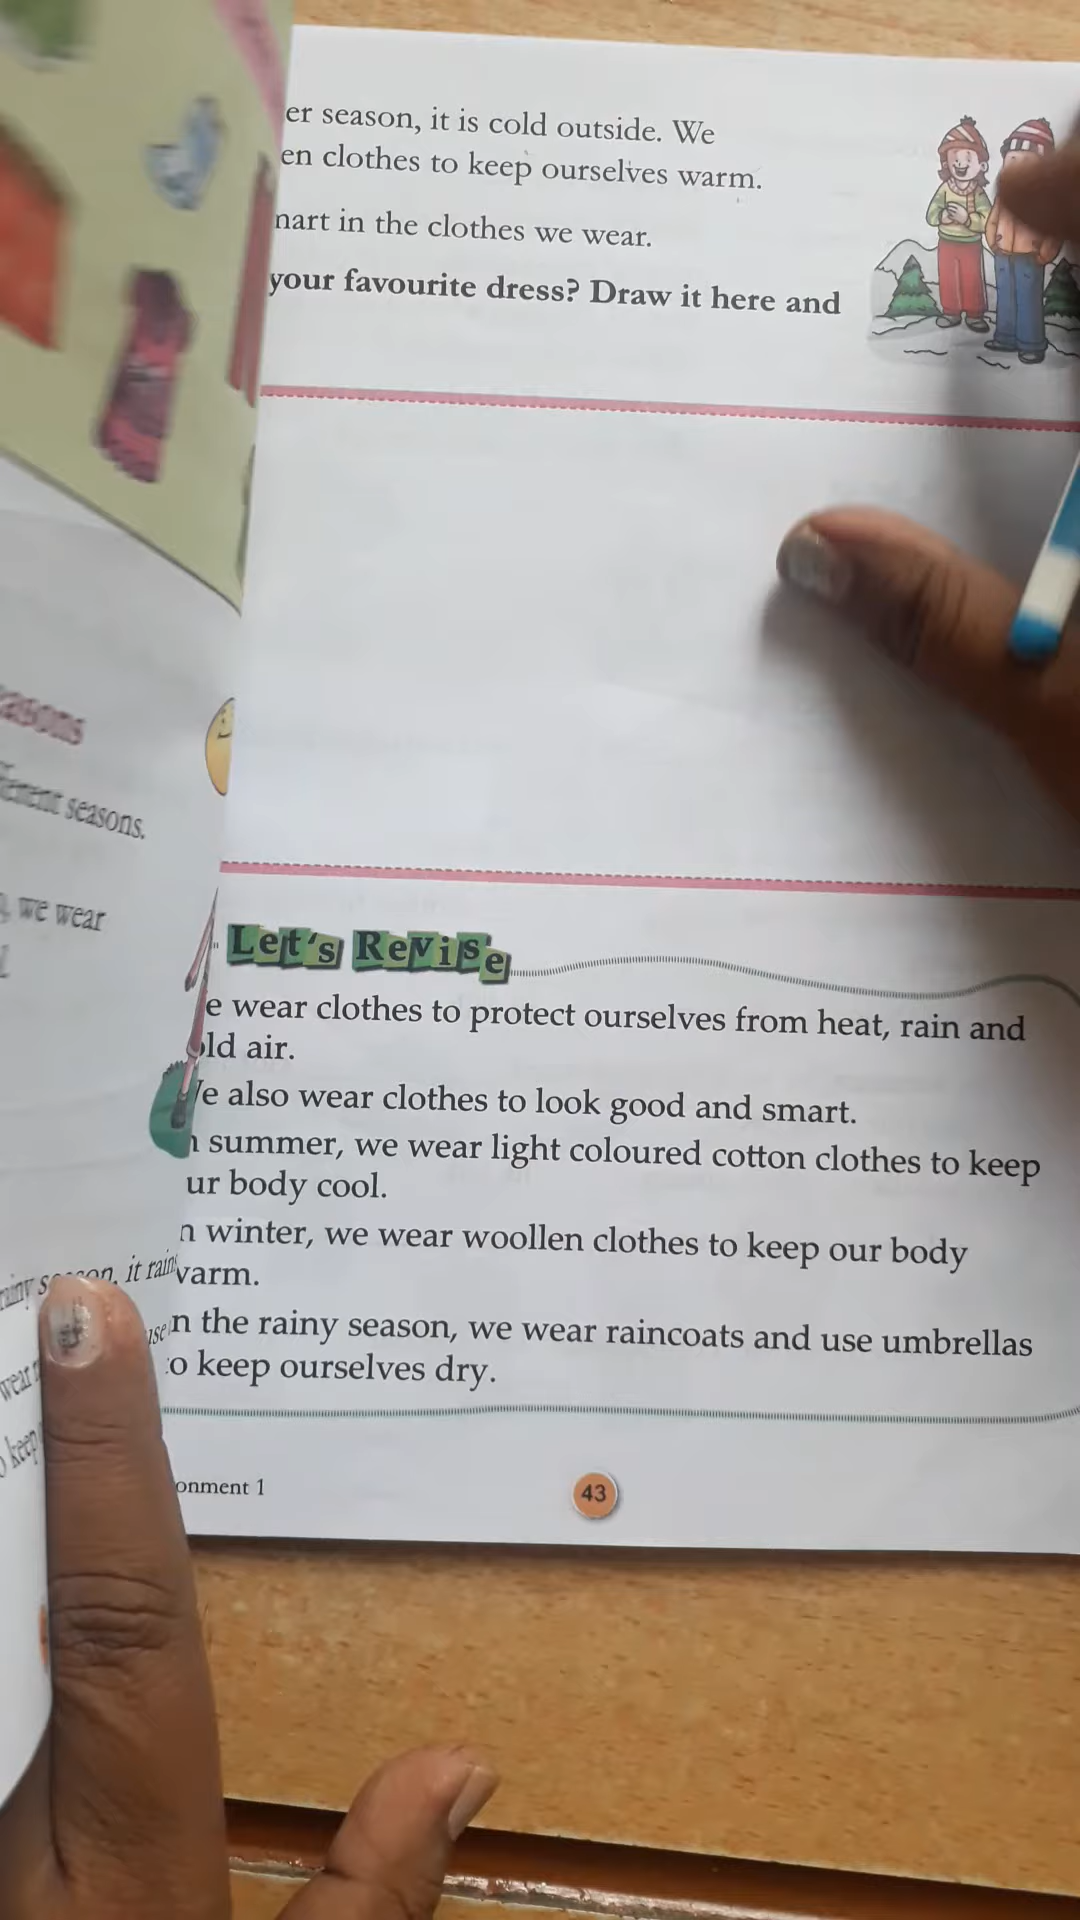 er season, it is cold outside. We
en clothes to keep ourselves warm.
nart in the clothes we wear.
your favourite dress? Draw it here and
asons
ferent seasons.
we wear
Let's Revise
e wear clothes to protect ourselves from heat, rain and
old air.
e also wear clothes to look good and smart.
summer, we wear light coloured cotton clothes to keep
ur body cool.
n winter, we wear woollen clothes to keep our body
varm.
it rain
n the rainy season, we wear raincoats and use umbrellas
to keep ourselves dry.
wear
keep
onment 1
43